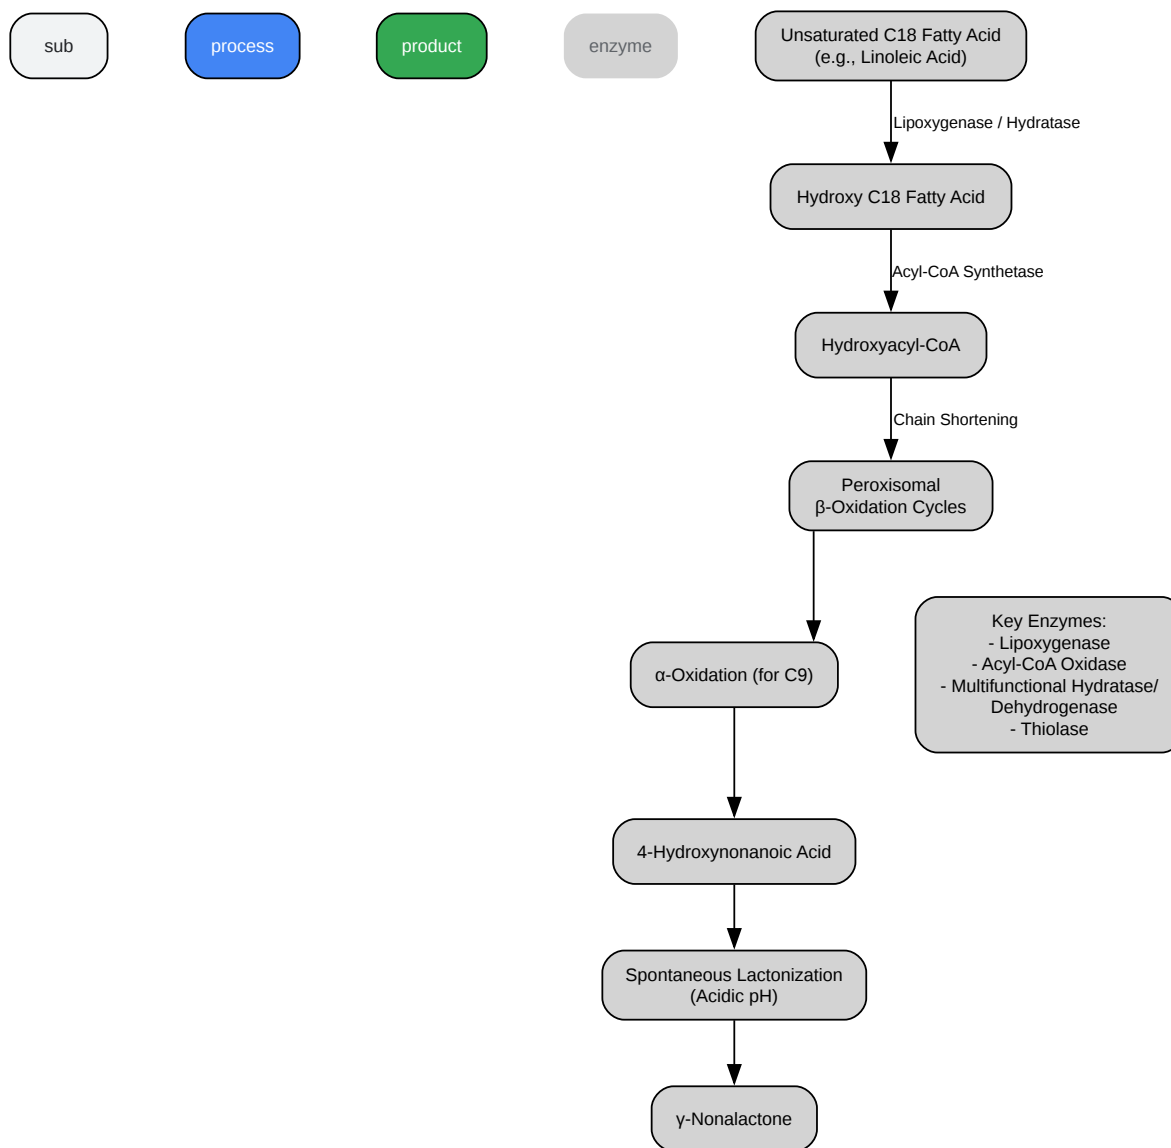 sub
process
product
enzyme
Unsaturated C18 Fatty Acid
(e.g., Linoleic Acid)
Lipoxygenase / Hydratase
Hydroxy C18 Fatty Acid
Acyl-CoA Synthetase
Hydroxyacyl-CoA
Chain Shortening
Peroxisomal
β-Oxidation Cycles
Key Enzymes:
- Lipoxygenase
- Acyl-CoA Oxidase
- Multifunctional Hydratase/
Dehydrogenase
- Thiolase
α-Oxidation (for C9)
4-Hydroxynonanoic Acid
Spontaneous Lactonization
(Acidic pH)
γ-Nonalactone